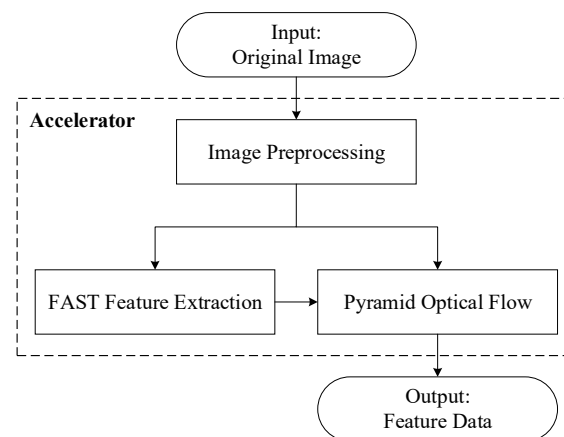 Input:
Original Image
Accelerator
Image Preprocessing
FAST Feature Extraction
Pyramid Optical Flow
Output:
Feature Data